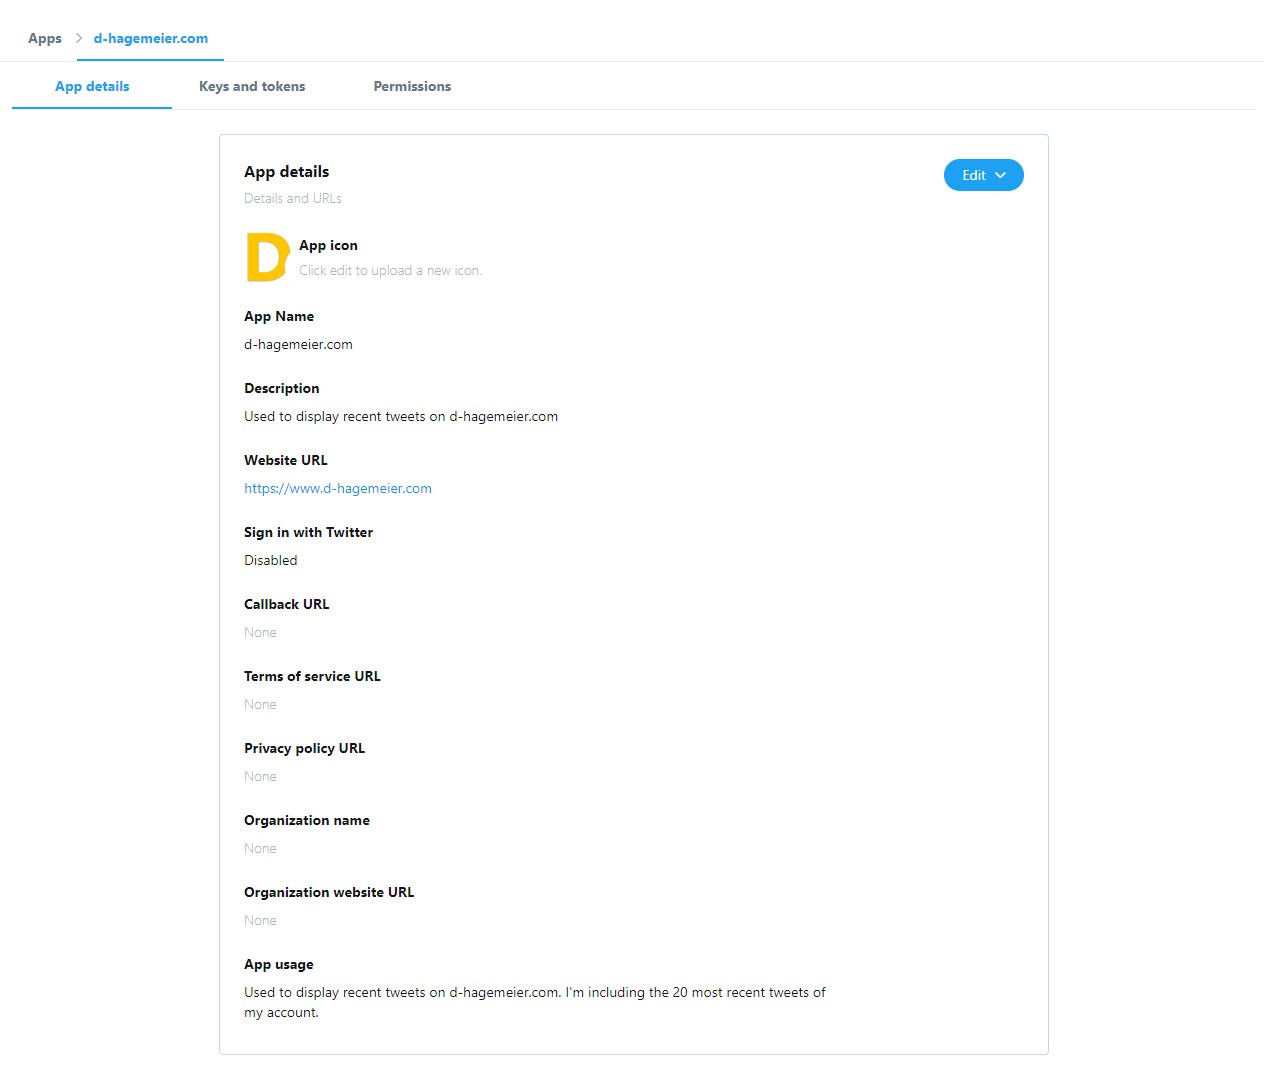 Apps > d-hagemeier.com
App details Keys and tokens Permissions
App details
Edit
Details and URLs
D
App icon
Click edit to upload a new icon.
App Name
d-hagemeier.com
Description
Used to display recent tweets on d-hagemeier.com
Website URL
https://www.d-hagemeier.com
Sign in with Twitter
Disabled
Callback URL
None
Terms of service URL
None
Privacy policy URL
None
Organization name
None
Organization website URL
None
App usage
Used to display recent tweets on d-hagemeier.com. I'm including the 20 most recent tweets of
my account.